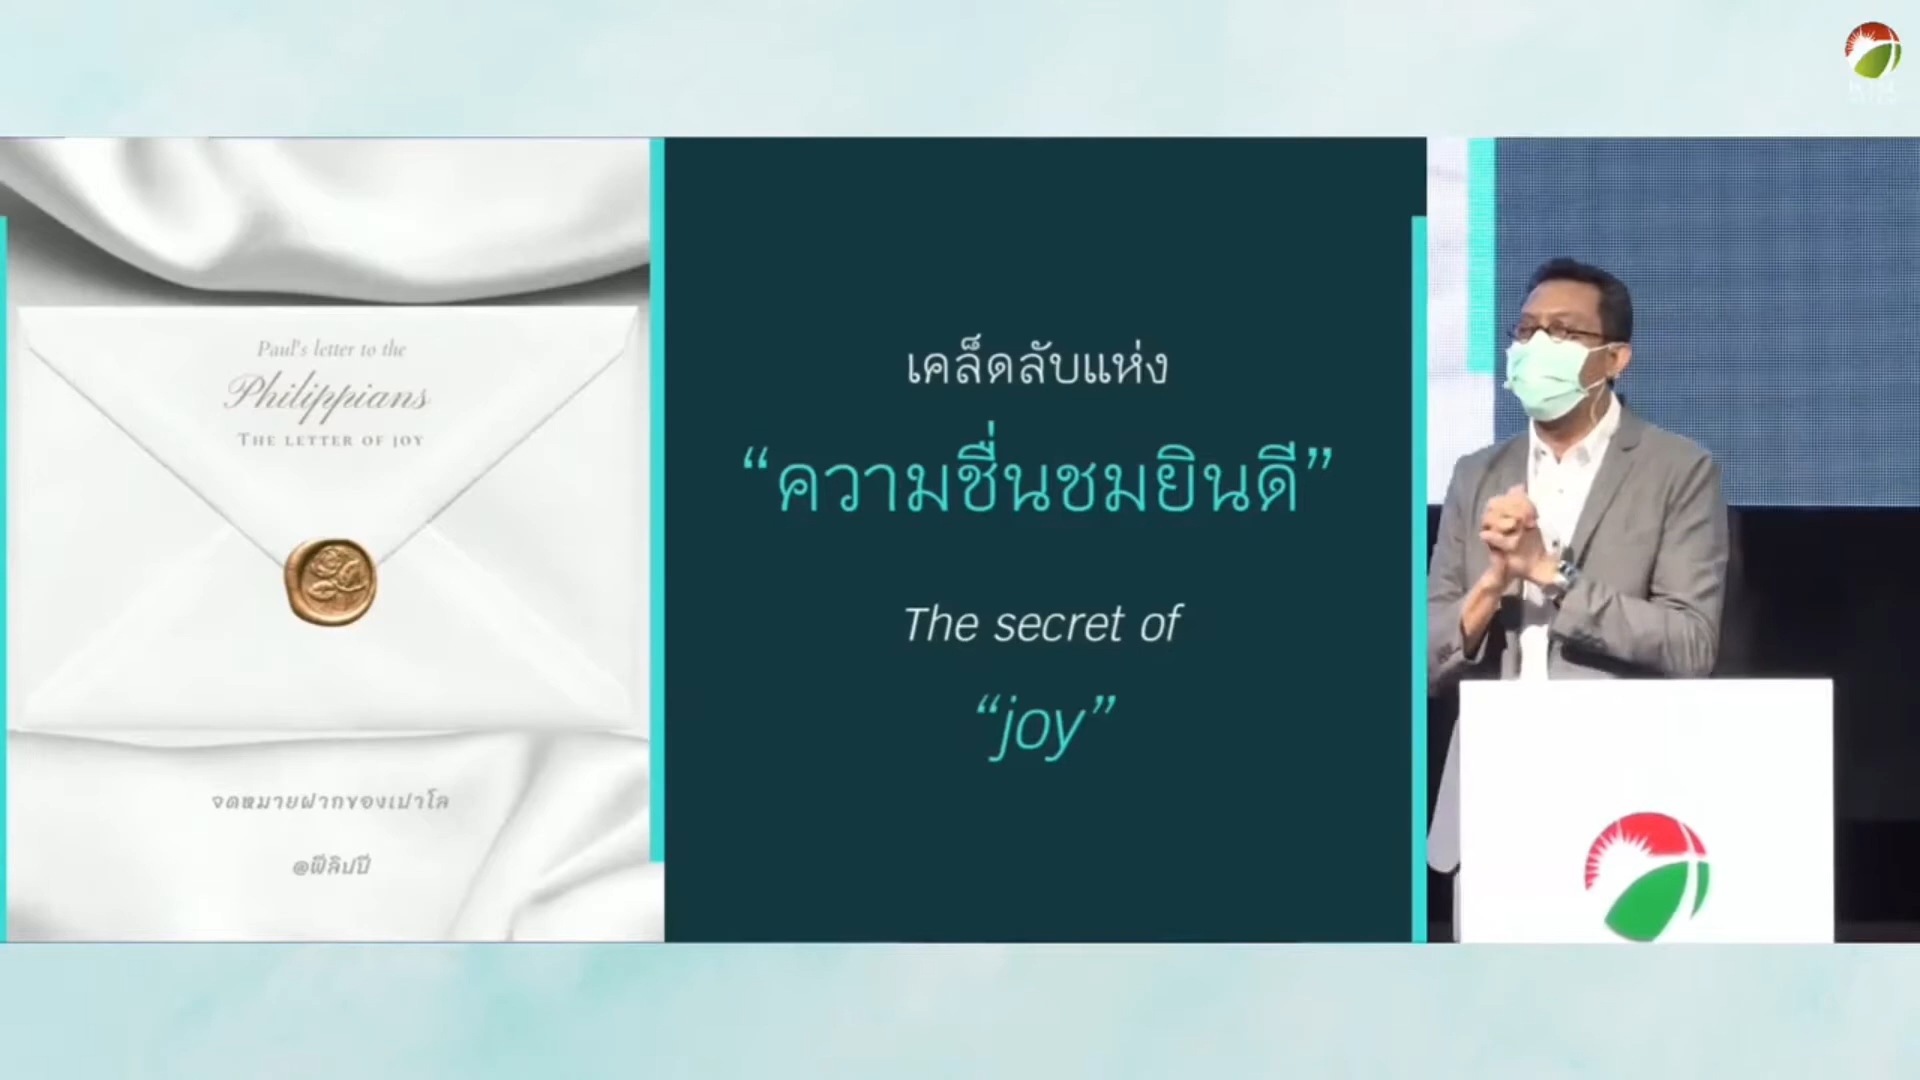 Paul's letter to the
Philippians
THE LETTER OF JOY
จดหมายฝากของเปาโล
@ฟีลิปปี
เคล็ดลับแห่ง
“ความชื่นชมยินดี”
The secret of
“joy”